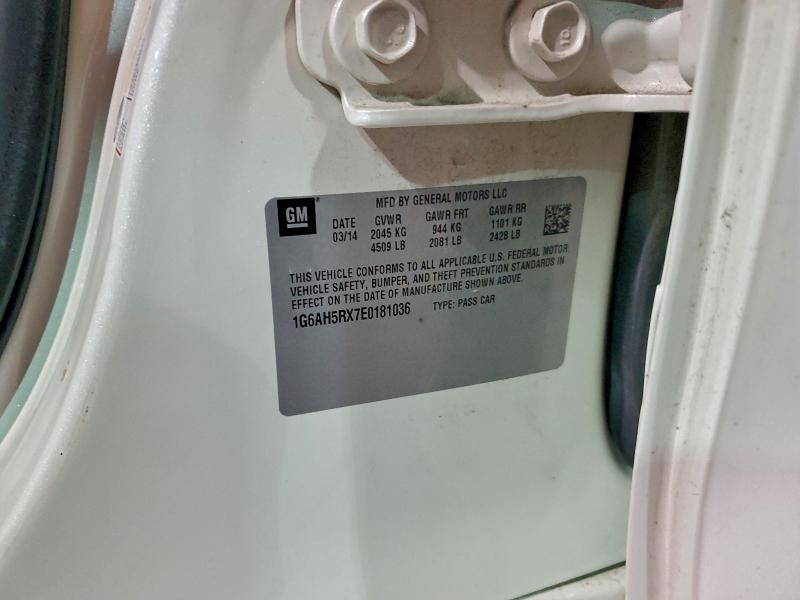 GM
MFD BY GENERAL MOTORS LLC
DATE GVWR GAWR FRT GAWR RR
03/14 2045 KG 944 KG 1101 KG
4509 LB 2081 LB 2428 LB
THIS VEHICLE CONFORMS TO ALL APPLICABLE U.S. FEDERAL MOTOR
VEHICLE SAFETY, BUMPER, AND THEFT PREVENTION STANDARDS IN
EFFECT ON THE DATE OF MANUFACTURE SHOWN ABOVE.
1G6AH5RX7E0181036 TYPE: PASS CAR